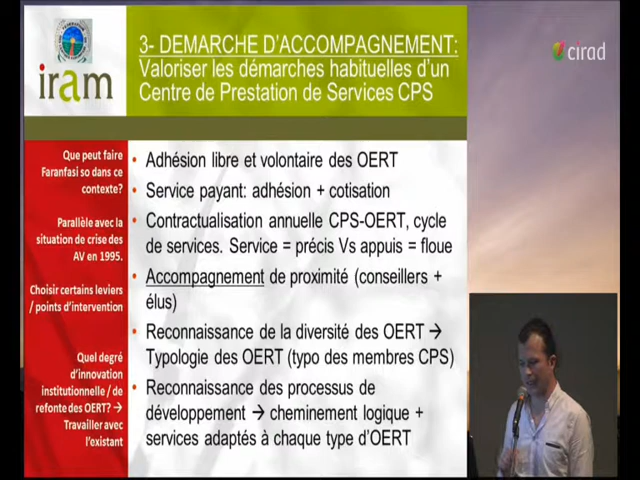 iram
3- DEMARCHE D'ACCOMPAGNEMENT:
Valoriser les démarches habituelles d'un
Centre de Prestation de Services CPS
cirad
Que peut faire
Faranfasi so dans ce
contexte?
Parallèle avec la
situation de crise des
AV en 1995.
Choisir certains leviers
/ points d'intervention
Quel degré
d'innovation
institutionnelle / de
refonte des OERT? →
Travailler avec
l'existant
• Adhésion libre et volontaire des OERT
• Service payant: adhésion + cotisation
• Contractualisation annuelle CPS-OERT, cycle
de services. Service = précis Vs appuis = floue
• Accompagnement de proximité (conseillers +
élus)
• Reconnaissance de la diversité des OERT →
Typologie des OERT (typo des membres CPS)
• Reconnaissance des processus de
développement → cheminement logique +
services adaptés à chaque type d'OERT